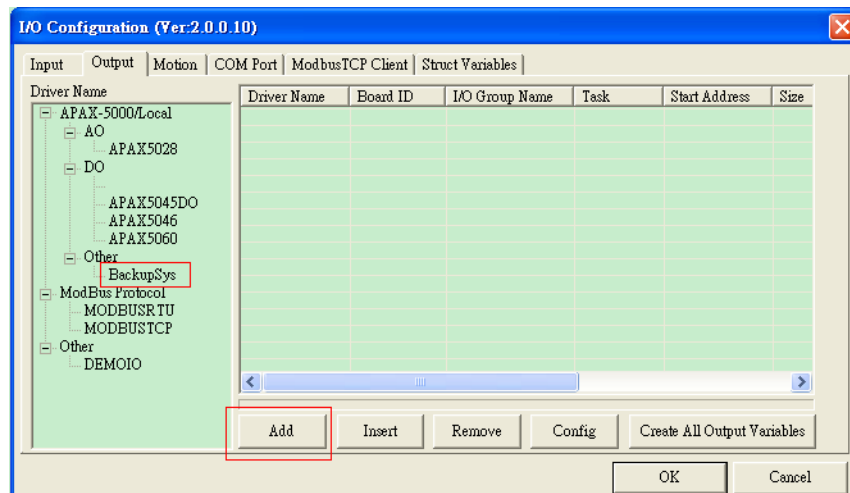 I/O Configuration (Ver:2.0.0.10)
Input Output Motion COM Port ModbusTCP Client Struct Variables
Driver Name
Driver Name Board ID I/O Group Name Task Start Address Size
APAX-5000/Local
AO
APAX5028
DO
APAX5045DO
APAX5046
APAX5060
Other
BackupSys
ModBus Protocol
MODBUSRTU
MODBUSTCP
Other
DEMOIO
Add Insert Remove Config Create All Output Variables
OK Cancel